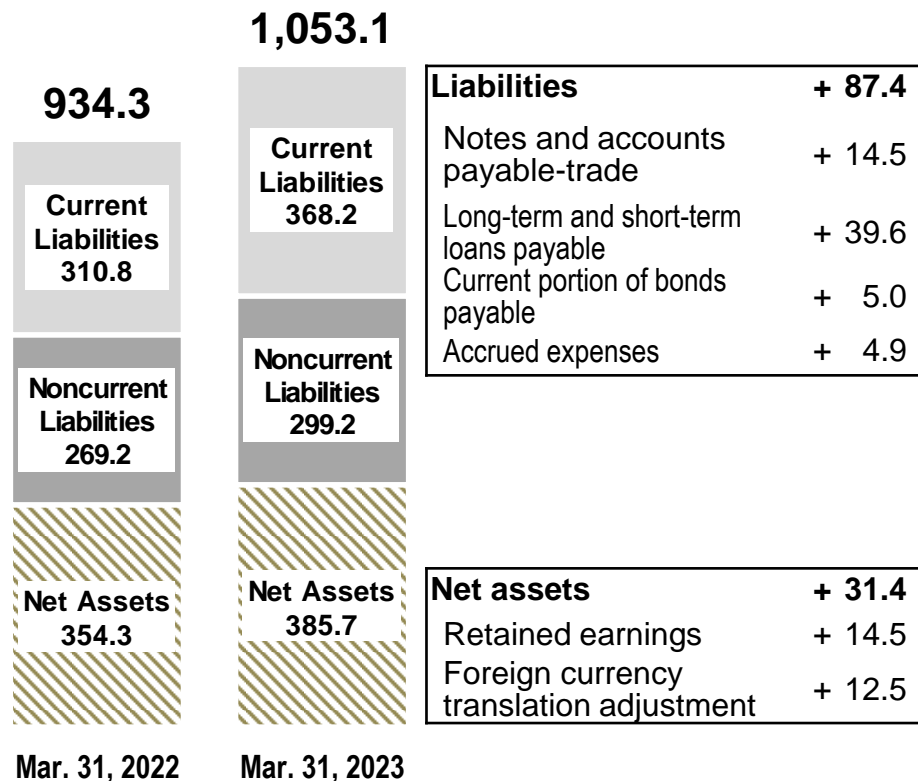 934.3
Current
Liabilities
310.8
Noncurrent
Liabilities
269.2
Net Assets
354.3
Mar. 31, 2022
1,053.1
Current
Liabilities
368.2
Noncurrent
Liabilities
299.2
Net Assets
385.7
Mar. 31, 2023
Liabilities + 87.4
Notes and accounts
payable-trade + 14.5
Long-term and short-term
loans payable + 39.6
Current portion of bonds
payable + 5.0
Accrued expenses + 4.9
Net assets + 31.4
Retained earnings + 14.5
Foreign currency
translation adjustment + 12.5